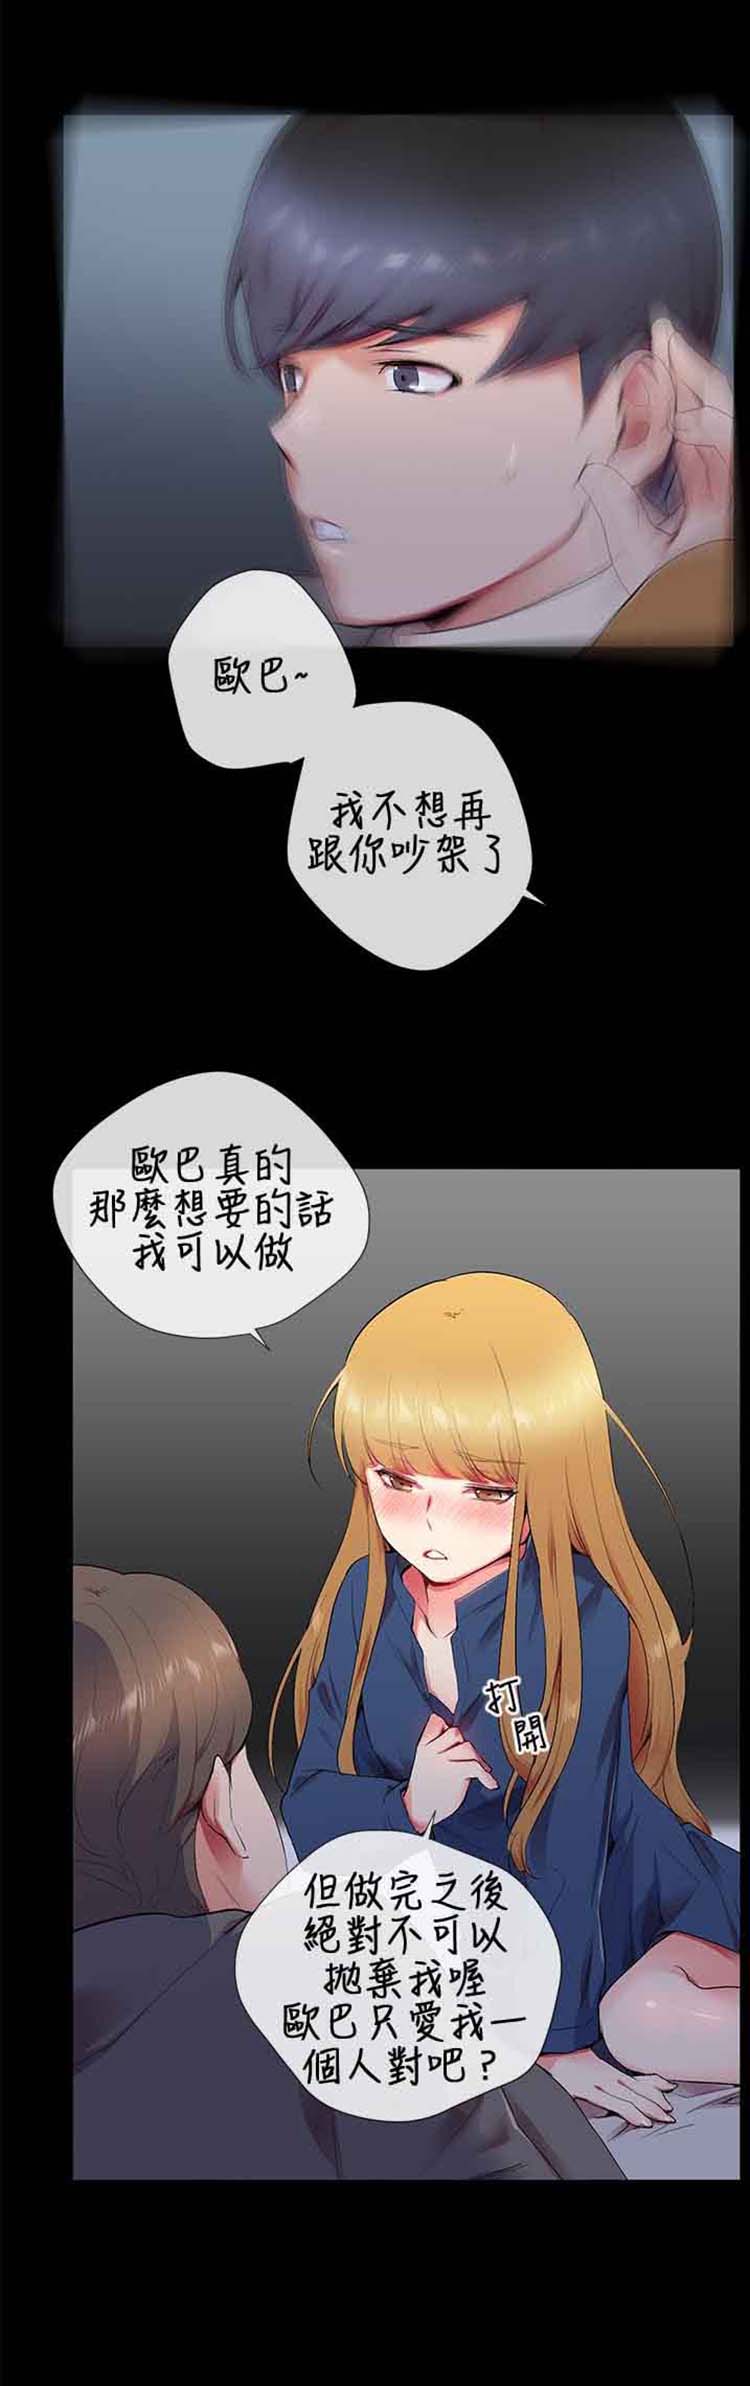 歐巴~
我不想再
跟你吵架了
歐巴真的
那麼想要的話
我可以做
打
開
但做完之後
絕對不可以
拋棄我喔
歐巴只愛我一
個人對吧？